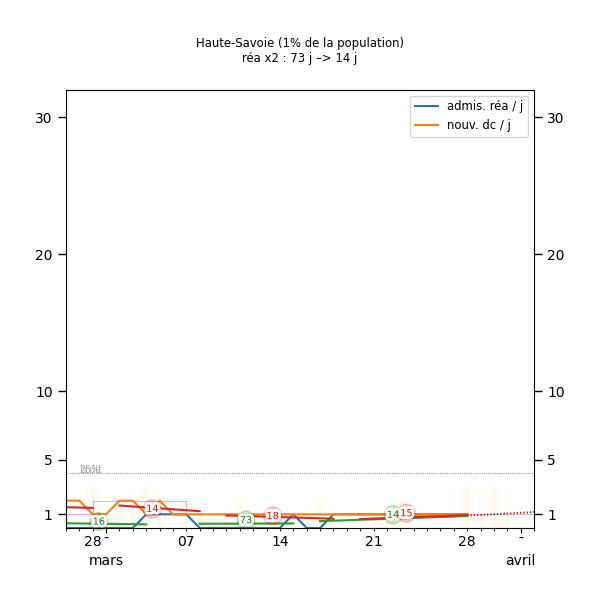 Haute-Savoie (1% de la population)
réa x2 : 73 j –> 14 j
admis. réa / j
nouv. dc / j
30 30
20 20
10 10
5 5
1 1
16 14 73 18 14 15
28 07 14 21 28 -
mars avril